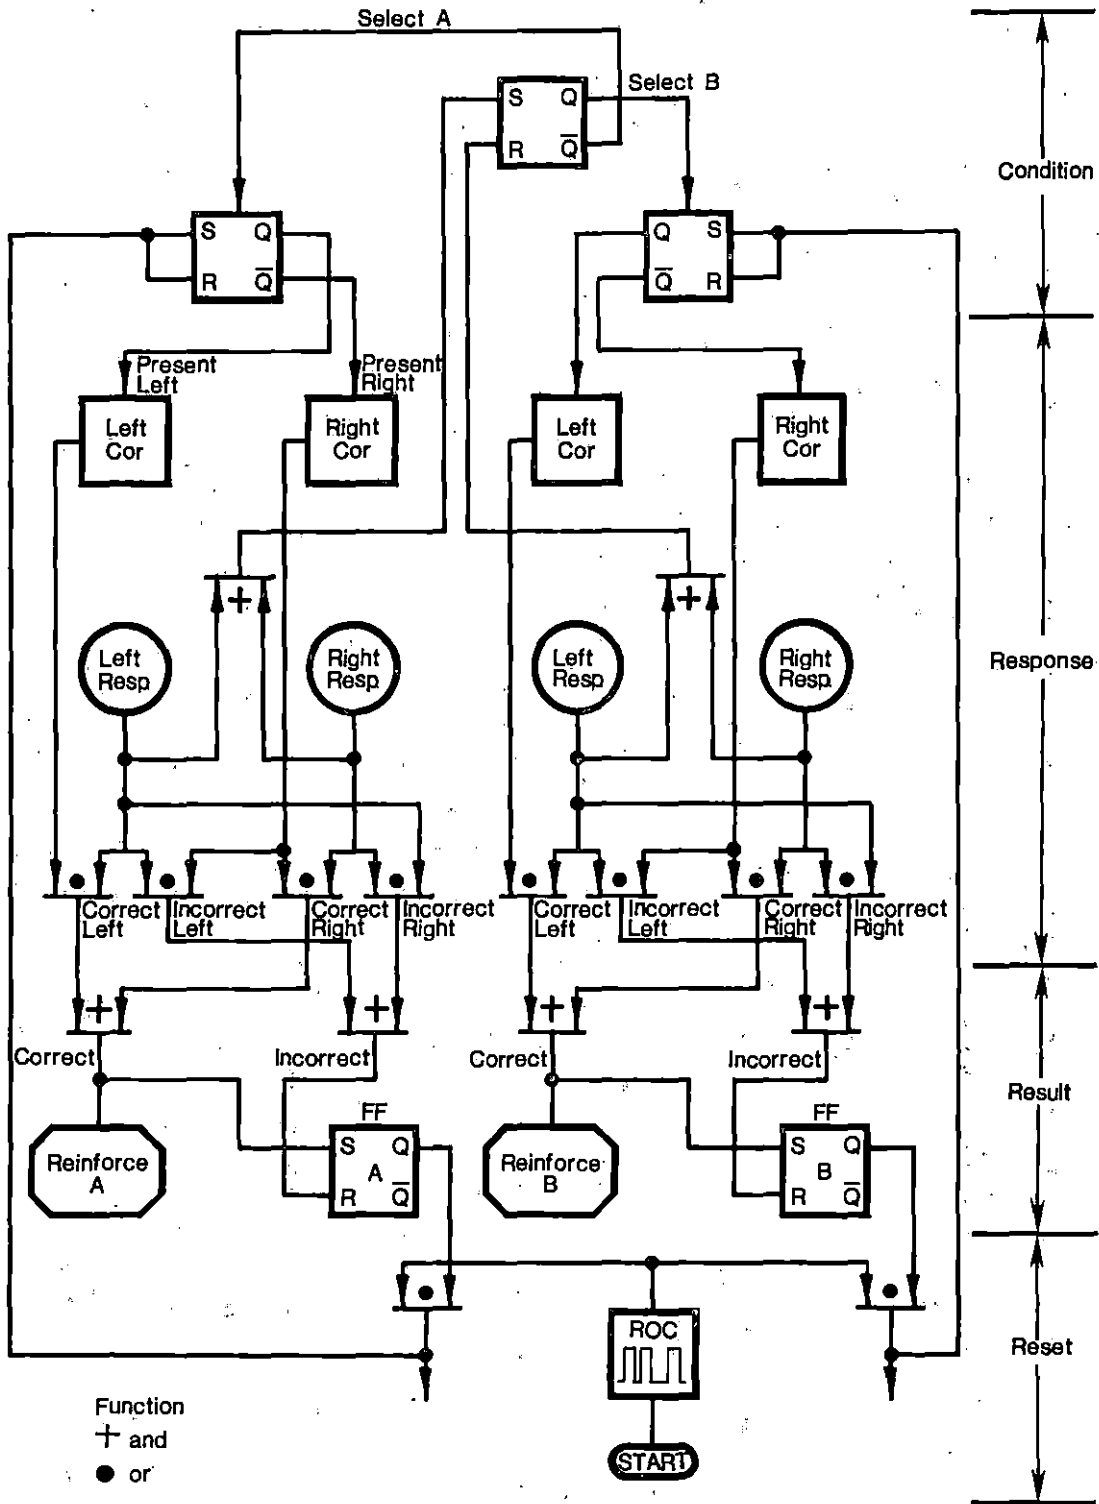 Select A
Select B
S Q
R Q̅
Condition
S Q
R Q̅
Q S
Q̅ R
Present
Left
Present
Right
Left
Cor
Right
Cor
Left
Cor
Right
Cor
+
+
Left
Resp
Right
Resp
Left
Resp
Right
Resp
Response
Correct
Left
Incorrect
Left
Correct
Right
Incorrect
Right
Correct
Left
Incorrect
Left
Correct
Right
Incorrect
Right
+
+
+
+
Correct
Incorrect
Correct
Incorrect
Result
FF
FF
Reinforce
A
S Q
A
R Q̅
Reinforce
B
S Q
B
R Q̅
ROC
Reset
START
Function
+ and
● or